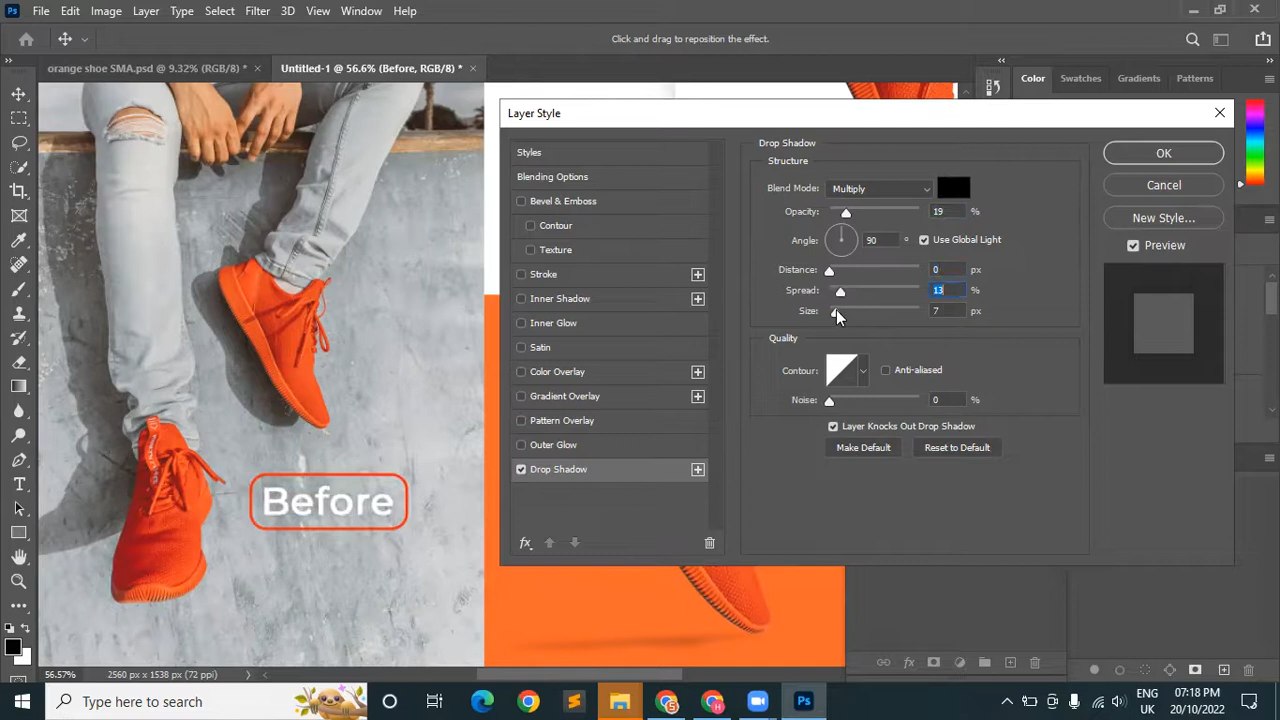 Ps File Edit Image Layer Type Select Filter 3D View Window Help
Click and drag to reposition the effect.
orange shoe SMA.psd @ 9.32% (RGB/8) * × Untitled-1 @ 56.6% (Before, RGB/8) * ×
Color Swatches Gradients Patterns
Layer Style
Styles
Blending Options
Bevel & Emboss
Contour
Texture
Stroke
Inner Shadow
Inner Glow
Satin
Color Overlay
Gradient Overlay
Pattern Overlay
Outer Glow
Drop Shadow
fx
Drop Shadow
Structure
Blend Mode: Multiply
Opacity: 19 %
Angle: 90 ° Use Global Light
Distance: 0 px
Spread: 13 %
Size: 7 px
Quality
Contour: Anti-aliased
Noise: 0 %
Layer Knocks Out Drop Shadow
Make Default Reset to Default
OK
Cancel
New Style...
Preview
Before
fx
56.57% 2560 px x 1538 px (72 ppi)
Type here to search
Ps
ENG
UK
07:18 PM
20/10/2022